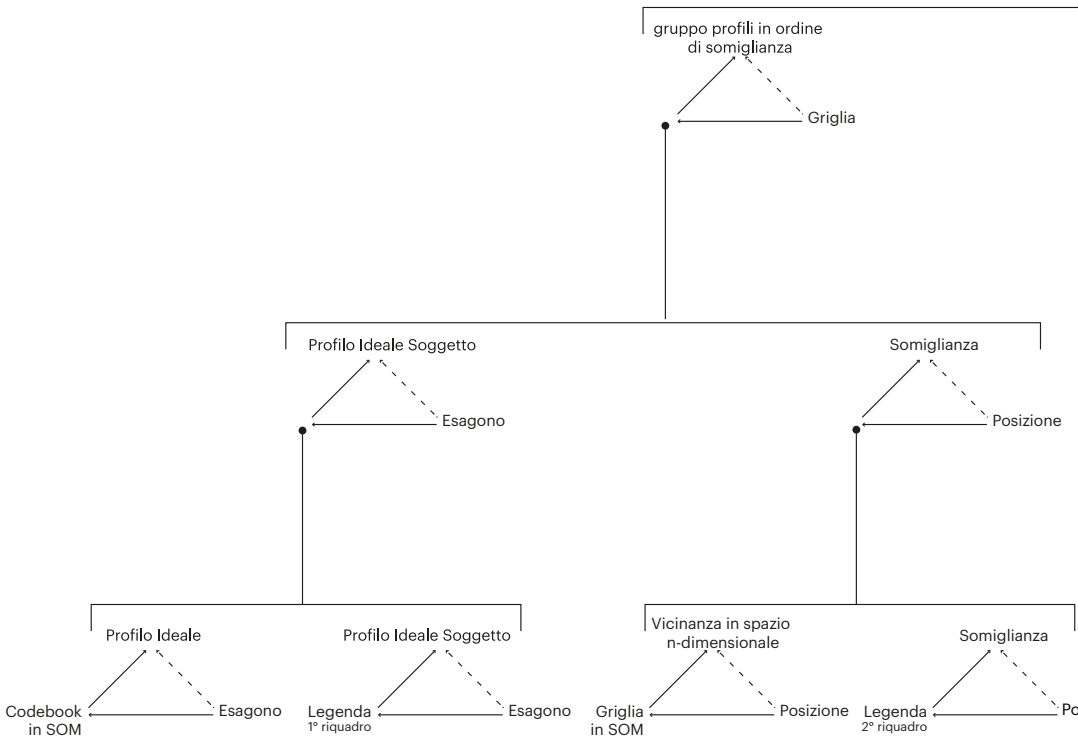 gruppo profili in ordine
di somiglianza
Griglia
Profilo Ideale Soggetto
Somiglianza
Esagono
Posizione
Profilo Ideale
Profilo Ideale Soggetto
Vicinanza in spazio
n-dimensionale
Somiglianza
Codebook
in SOM
Esagono
Legenda
1° riquadro
Esagono
Griglia
in SOM
Posizione
Legenda
2° riquadro